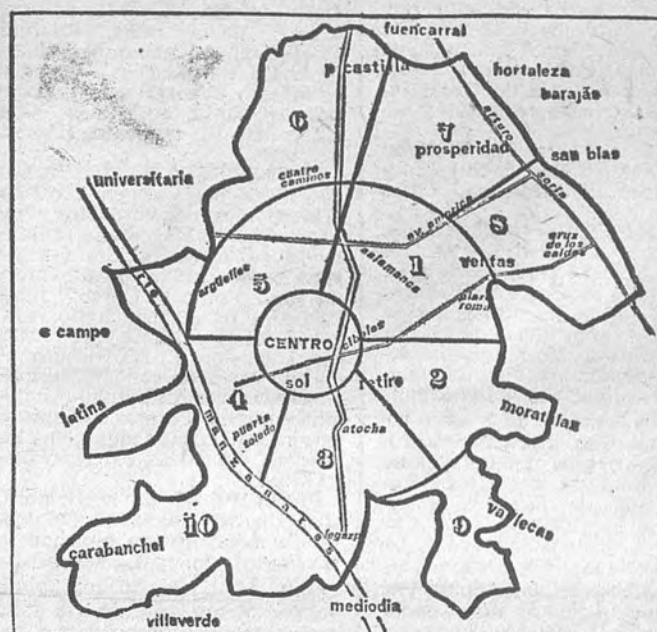 fuencarral
p castilla
hortaleza
barajás
6
7
arturo
prosperidad
san blas
soria
cuatro
caminos
universitaria
av. america
8
cruz
de los
caidos
salamanca
1
ventas
argüelles
5
rio
plaza
roma
e campo
CENTRO
cibeles
sol
retiro
2
4
latina
moratalaz
puerta
toledo
atocha
manzanares
3
vallecas
9
10
legazpi
carabanchel
mediodia
villaverde